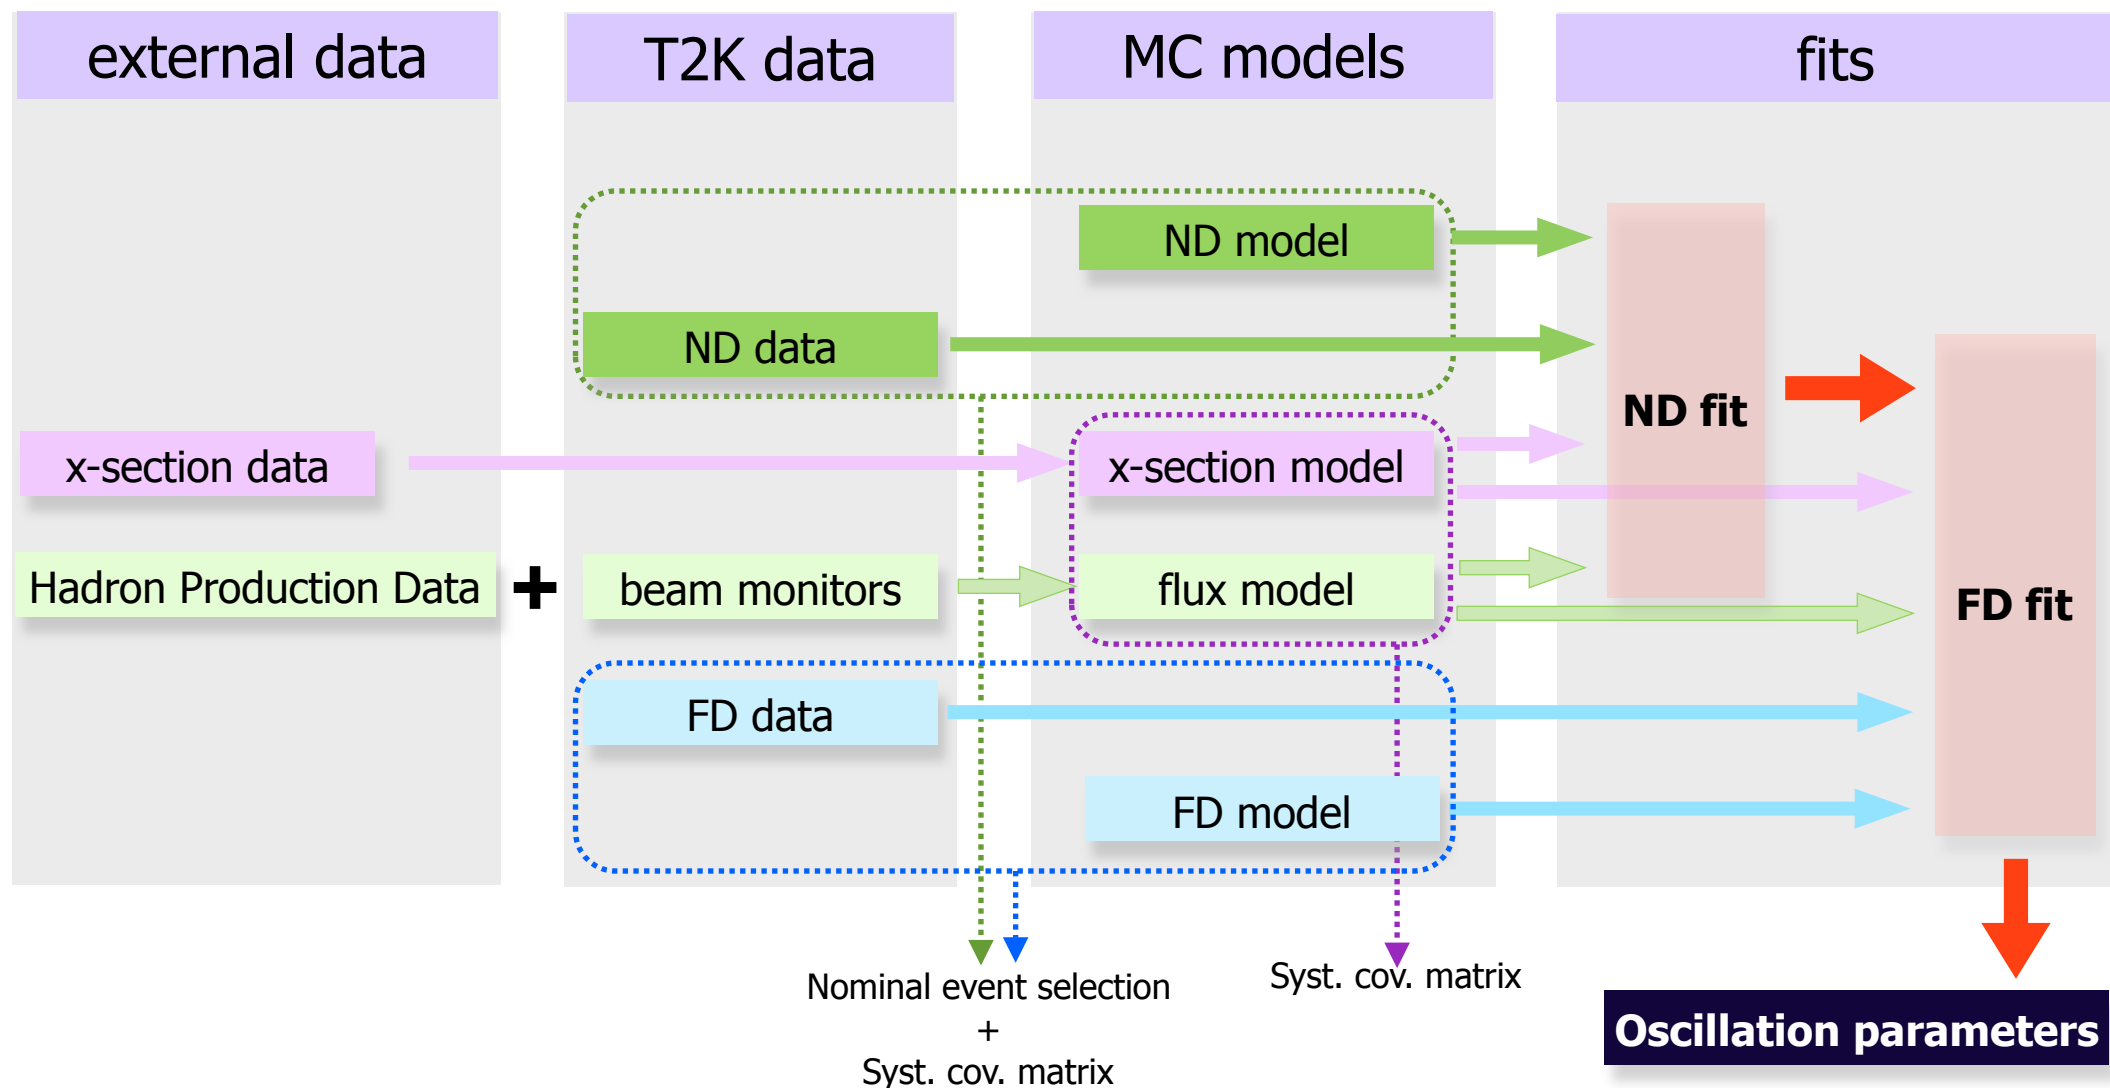 external data
T2K data
MC models
fits
ND model
ND data
ND fit
x-section data
x-section model
Hadron Production Data
+
beam monitors
flux model
FD fit
FD data
FD model
Nominal event selection
+
Syst. cov. matrix
Syst. cov. matrix
Oscillation parameters